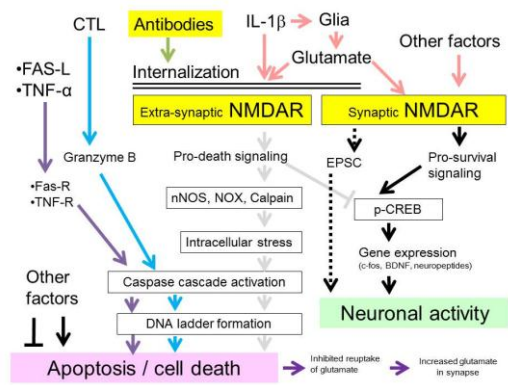 CTL
Antibodies
IL-1β
Glia
Glutamate
Other factors
•FAS-L
•TNF-α
Internalization
Extra-synaptic NMDAR
Synaptic NMDAR
Granzyme B
Pro-death signaling
EPSC
Pro-survival
signaling
•Fas-R
•TNF-R
nNOS, NOX, Calpain
p-CREB
Intracellular stress
Gene expression
(c-fos, BDNF, neuropeptides)
Other
factors
Caspase cascade activation
Neuronal activity
DNA ladder formation
Apoptosis / cell death
Inhibited reuptake
of glutamate
Increased glutamate
in synapse